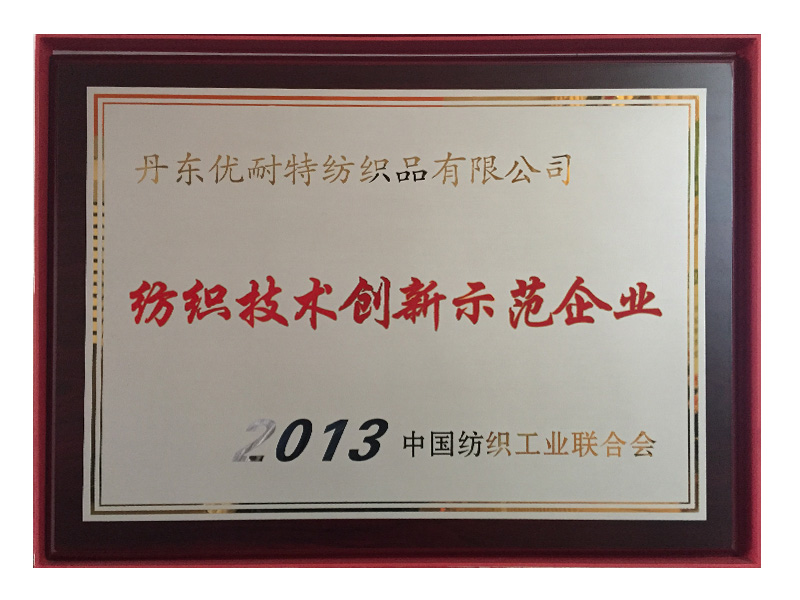 丹东优耐特纺织品有限公司
纺织技术创新示范企业
2013 中国纺织工业联合会